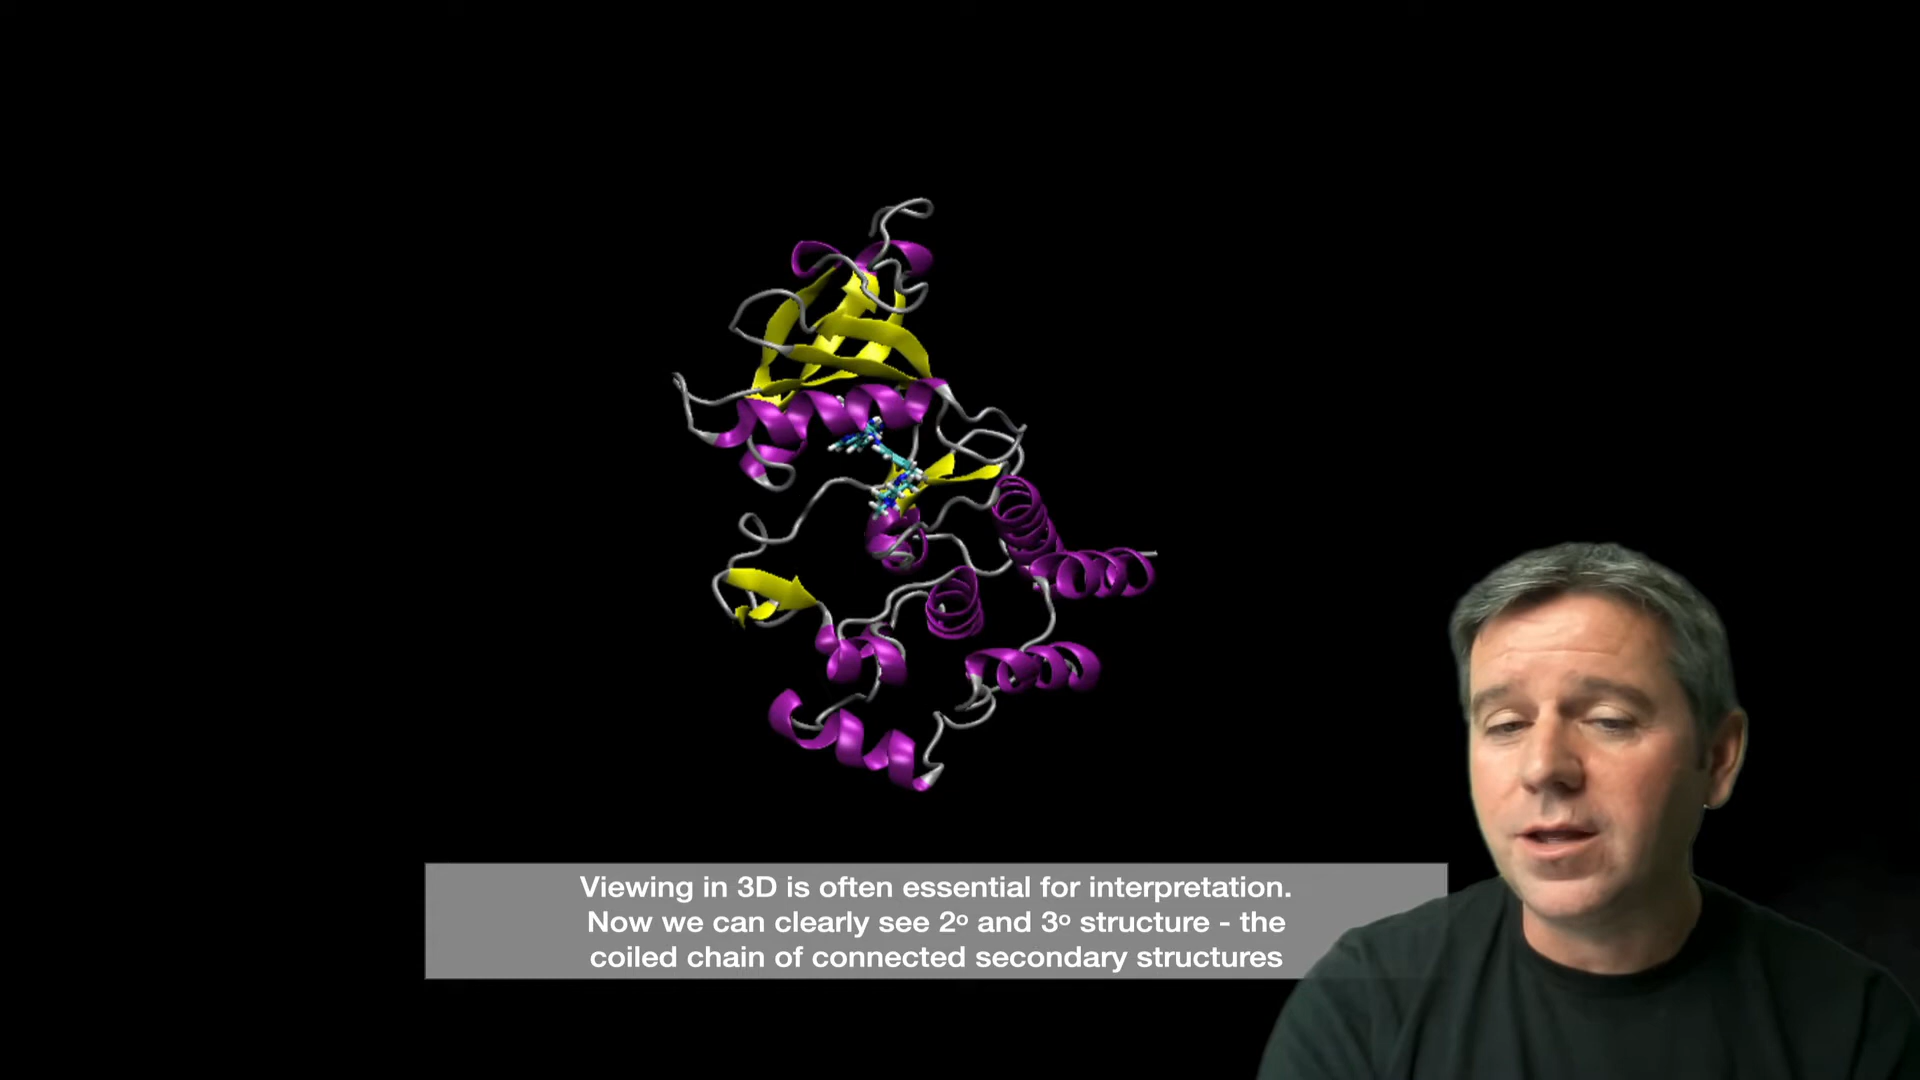 Viewing in 3D is often essential for interpretation.
Now we can clearly see 2º and 3º structure - the
coiled chain of connected secondary structures